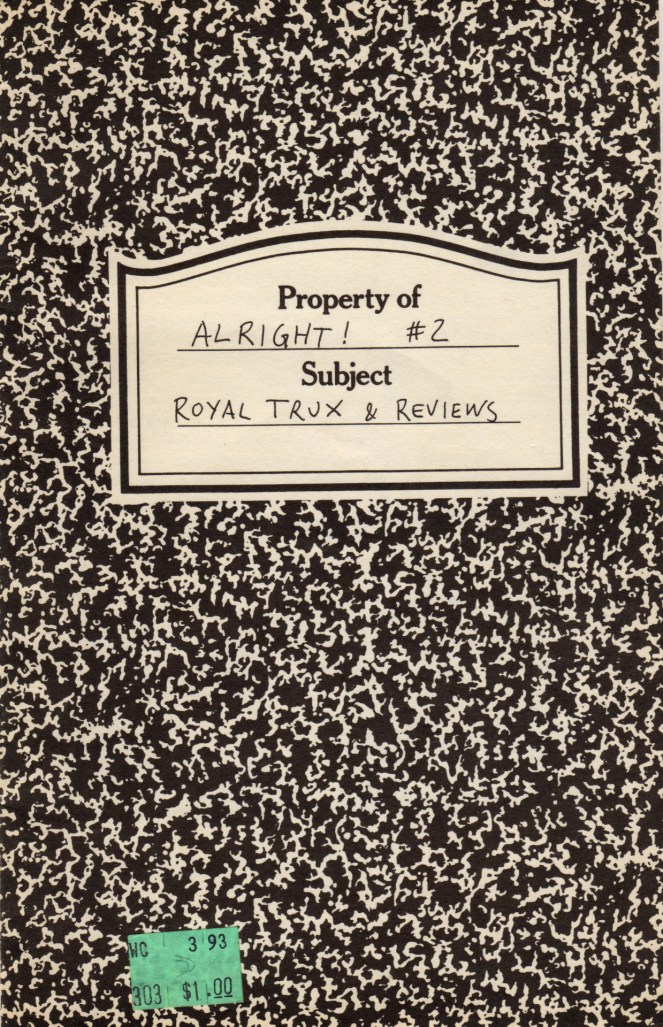 Property of
ALRIGHT! #2
Subject
ROYAL TRUX & REVIEWS
WC 3 93
303 $1.00